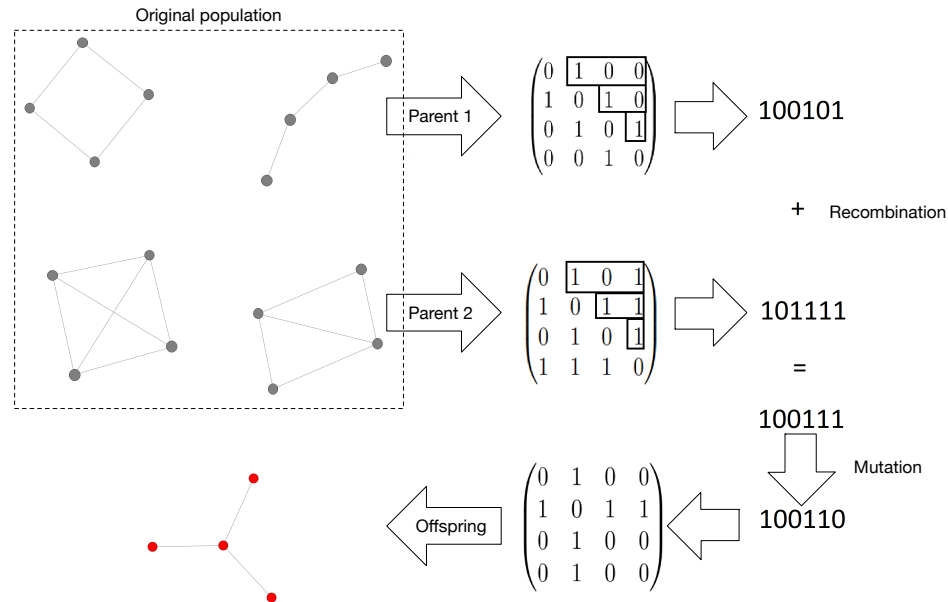 Original population
Parent 1
0 1 0 0
1 0 1 0
0 1 0 1
0 0 1 0
100101
+ Recombination
Parent 2
0 1 0 1
1 0 1 1
0 1 0 1
1 1 1 0
101111
=
100111
Mutation
100110
0 1 0 0
1 0 1 1
0 1 0 0
0 1 0 0
Offspring